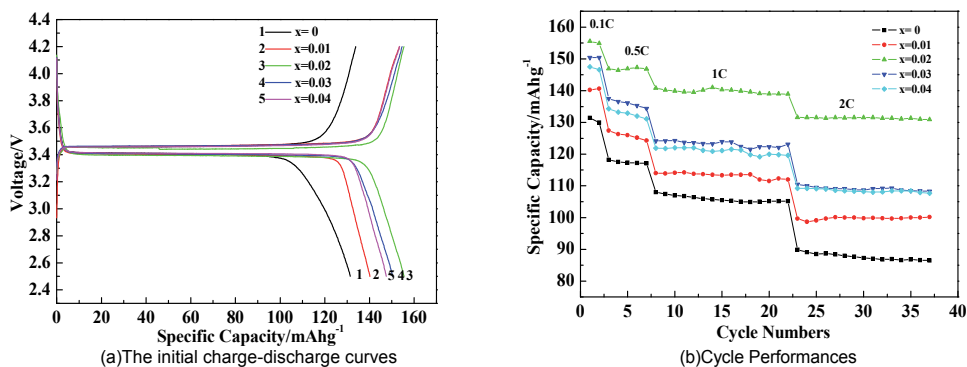 4.4
4.2
4.0
3.8
3.6
3.4
3.2
3.0
2.8
2.6
2.4
Voltage/V
1 x= 0
2 x=0.01
3 x=0.02
4 x=0.03
5 x=0.04
1 2 5 4 3
0 20 40 60 80 100 120 140 160
Specific Capacity/mAhg-1
(a)The initial charge-discharge curves
160
150
140
130
120
110
100
90
80
Specific Capacity/mAhg-1
0.1C
0.5C
1C
2C
x= 0
x=0.01
x=0.02
x=0.03
x=0.04
0 5 10 15 20 25 30 35 40
Cycle Numbers
(b)Cycle Performances